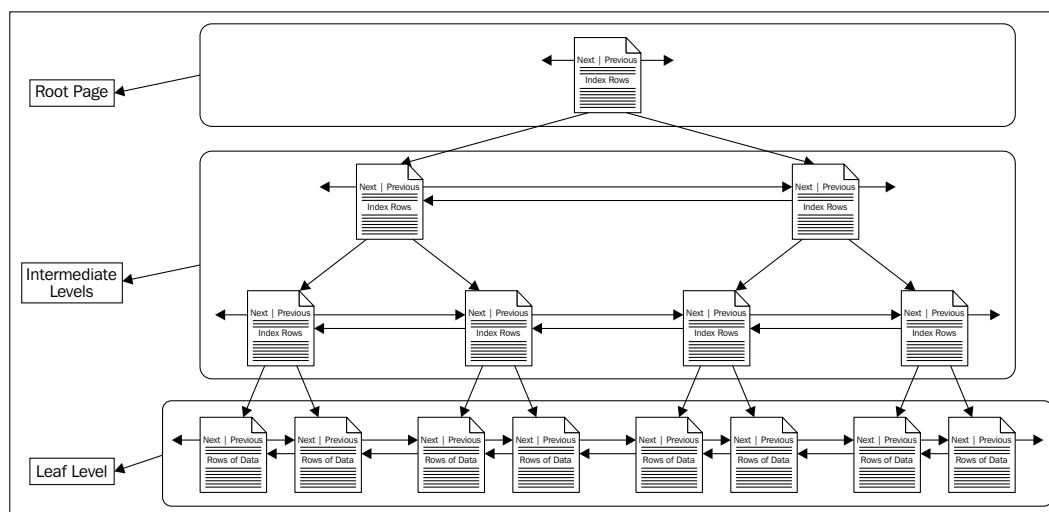 Next | Previous
Index Rows
Root Page
Next | Previous
Index Rows
Next | Previous
Index Rows
Intermediate
Levels
Next | Previous
Index Rows
Next | Previous
Index Rows
Next | Previous
Index Rows
Next | Previous
Index Rows
Leaf Level
Next | Previous
Rows of Data
Next | Previous
Rows of Data
Next | Previous
Rows of Data
Next | Previous
Rows of Data
Next | Previous
Rows of Data
Next | Previous
Rows of Data
Next | Previous
Rows of Data
Next | Previous
Rows of Data